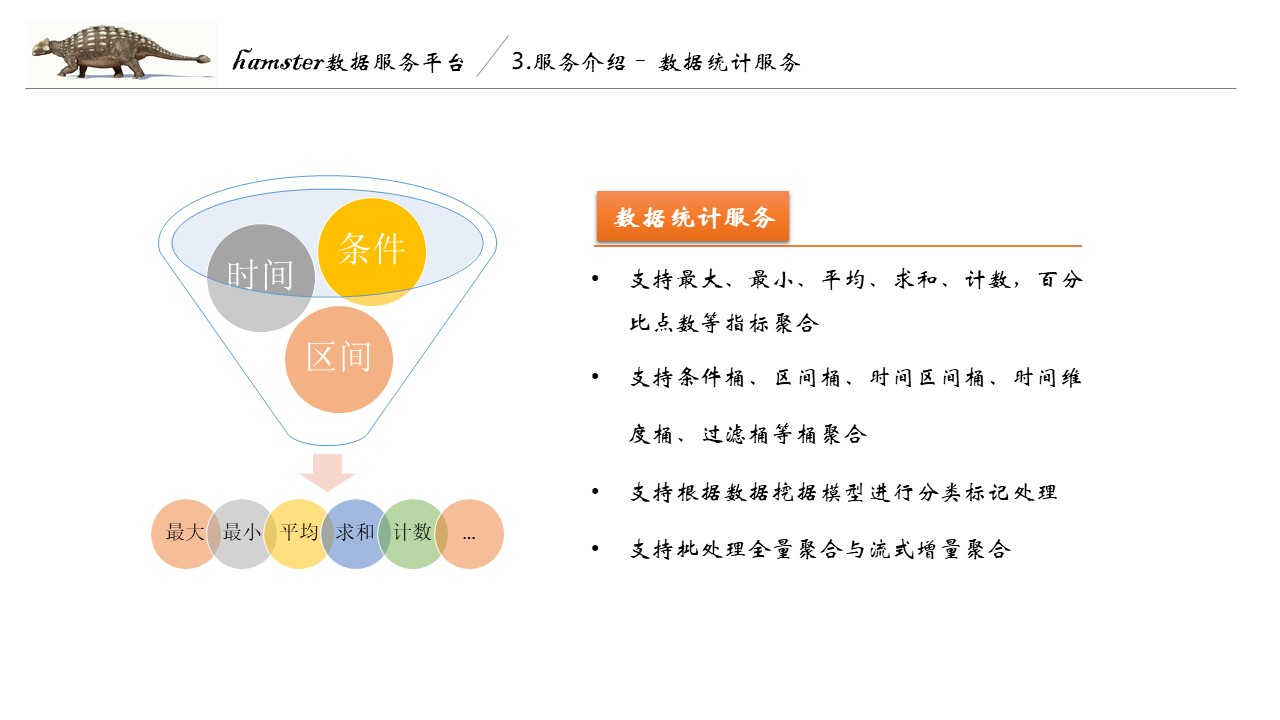 hamster数据服务平台 3.服务介绍 - 数据统计服务
条件
时间
区间
最大 最小 平均 求和 计数 ...
数据统计服务
• 支持最大、最小、平均、求和、计数，百分
比点数等指标聚合
• 支持条件桶、区间桶、时间区间桶、时间维
度桶、过滤桶等桶聚合
• 支持根据数据挖据模型进行分类标记处理
• 支持批处理全量聚合与流式增量聚合